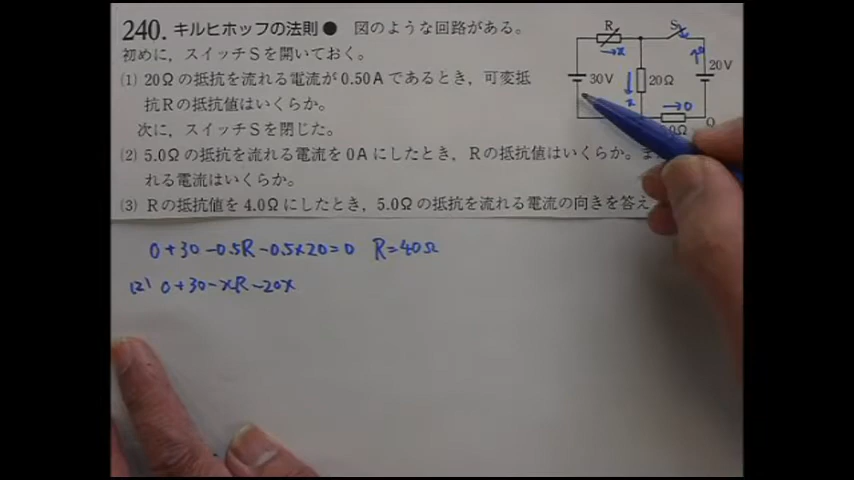 240. キルヒホッフの法則● 図のような回路がある。
初めに，スイッチSを開いておく。
(1) 20Ωの抵抗を流れる電流が0.50Aであるとき，可変抵
抗Rの抵抗値はいくらか。
次に，スイッチSを閉じた。
(2) 5.0Ωの抵抗を流れる電流を0Aにしたとき，Rの抵抗値はいくらか。ま
れる電流はいくらか。
(3) Rの抵抗値を4.0Ωにしたとき，5.0Ωの抵抗を流れる電流の向きを答え
R S
→x
30V 20Ω 20V
x
→0
0Ω
0+30-0.5R-0.5×20=0 R=40Ω
(2) 0+30-xR-20x